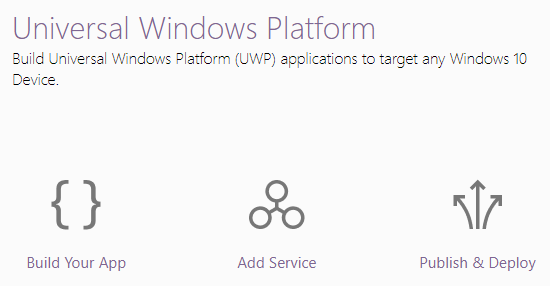 Universal Windows Platform
Build Universal Windows Platform (UWP) applications to target any Windows 10
Device.
Build Your App
Add Service
Publish & Deploy